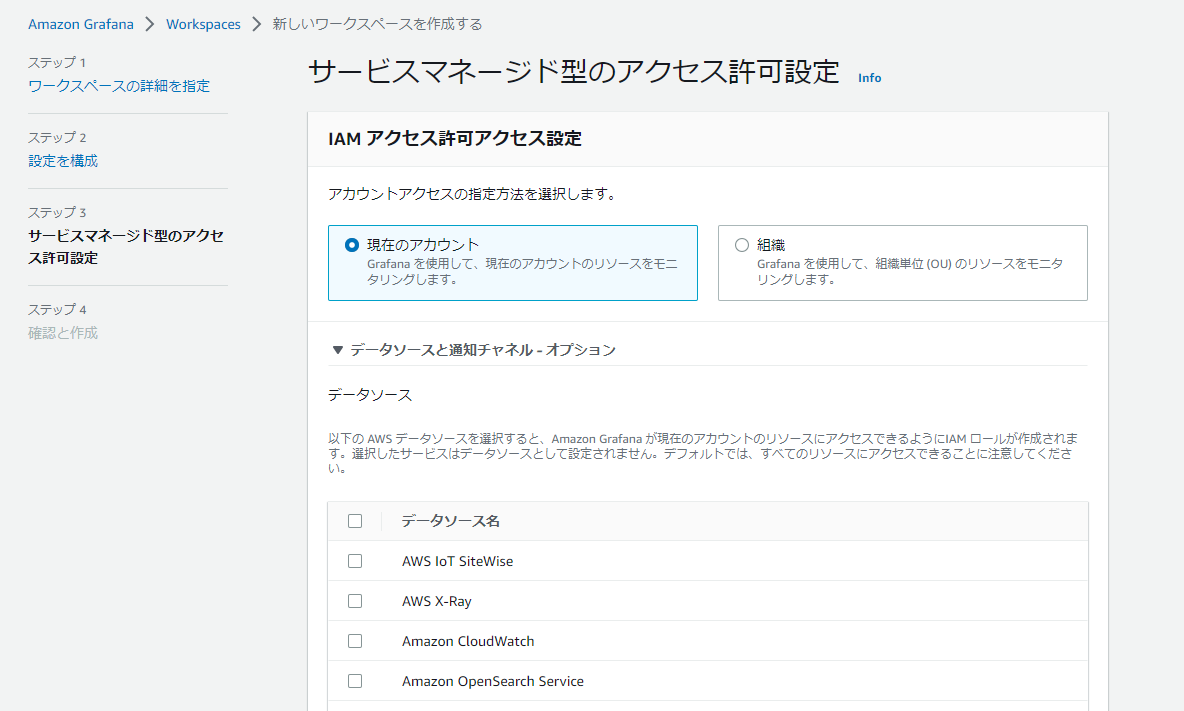 Amazon Grafana > Workspaces > 新しいワークスペースを作成する
ステップ 1
ワークスペースの詳細を指定
ステップ 2
設定を構成
ステップ 3
サービスマネージド型のアクセ
ス許可設定
ステップ 4
確認と作成
サービスマネージド型のアクセス許可設定 Info
IAM アクセス許可アクセス設定
アカウントアクセスの指定方法を選択します。
現在のアカウント
Grafana を使用して、現在のアカウントのリソースをモニ
タリングします。
組織
Grafana を使用して、組織単位 (OU) のリソースをモニタ
リングします。
▼ データソースと通知チャネル - オプション
データソース
以下の AWS データソースを選択すると、Amazon Grafana が現在のアカウントのリソースにアクセスできるようにIAM ロールが作成されま
す。選択したサービスはデータソースとして設定されません。デフォルトでは、すべてのリソースにアクセスできることに注意してくださ
い。
データソース名
AWS IoT SiteWise
AWS X-Ray
Amazon CloudWatch
Amazon OpenSearch Service